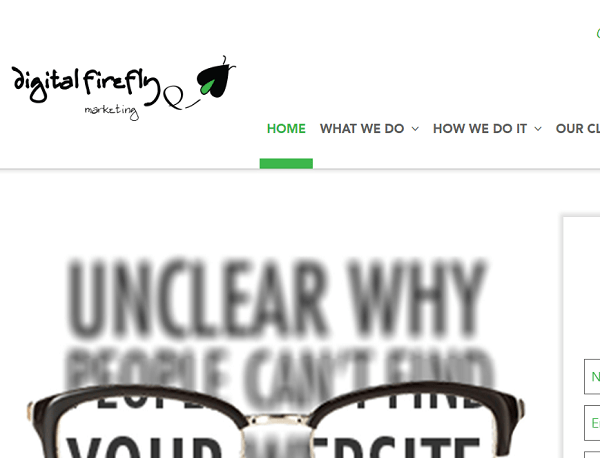 digital firefly
marketing
HOME WHAT WE DO HOW WE DO IT OUR CL
UNCLEAR WHY
PEOPLE CAN'T FIND
YOUR WEBSITE
N
E